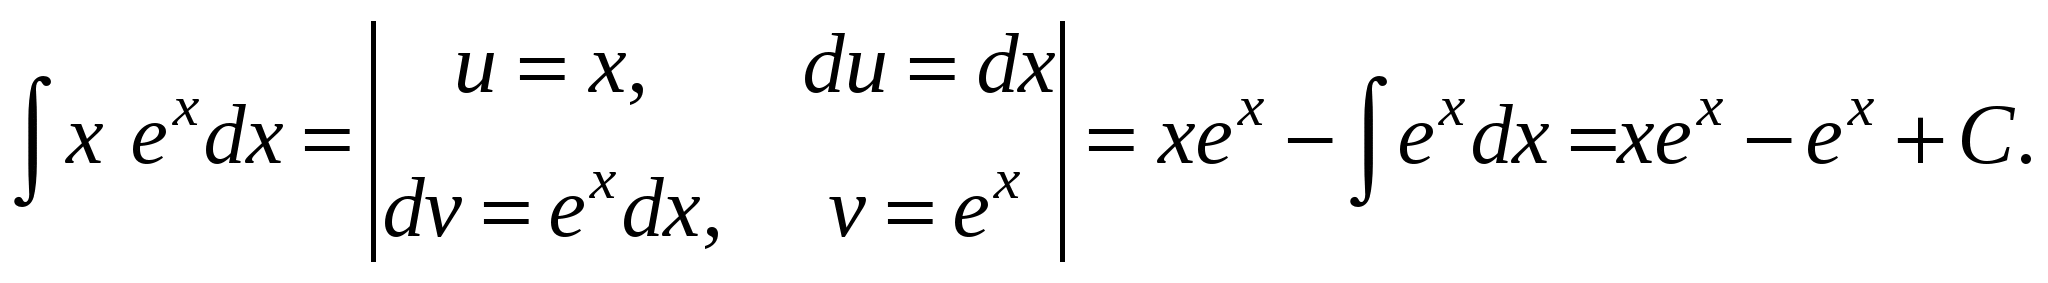 ∫ x e^x dx = | u = x, du = dx; dv = e^x dx, v = e^x | = xe^x − ∫ e^x dx = xe^x − e^x + C.